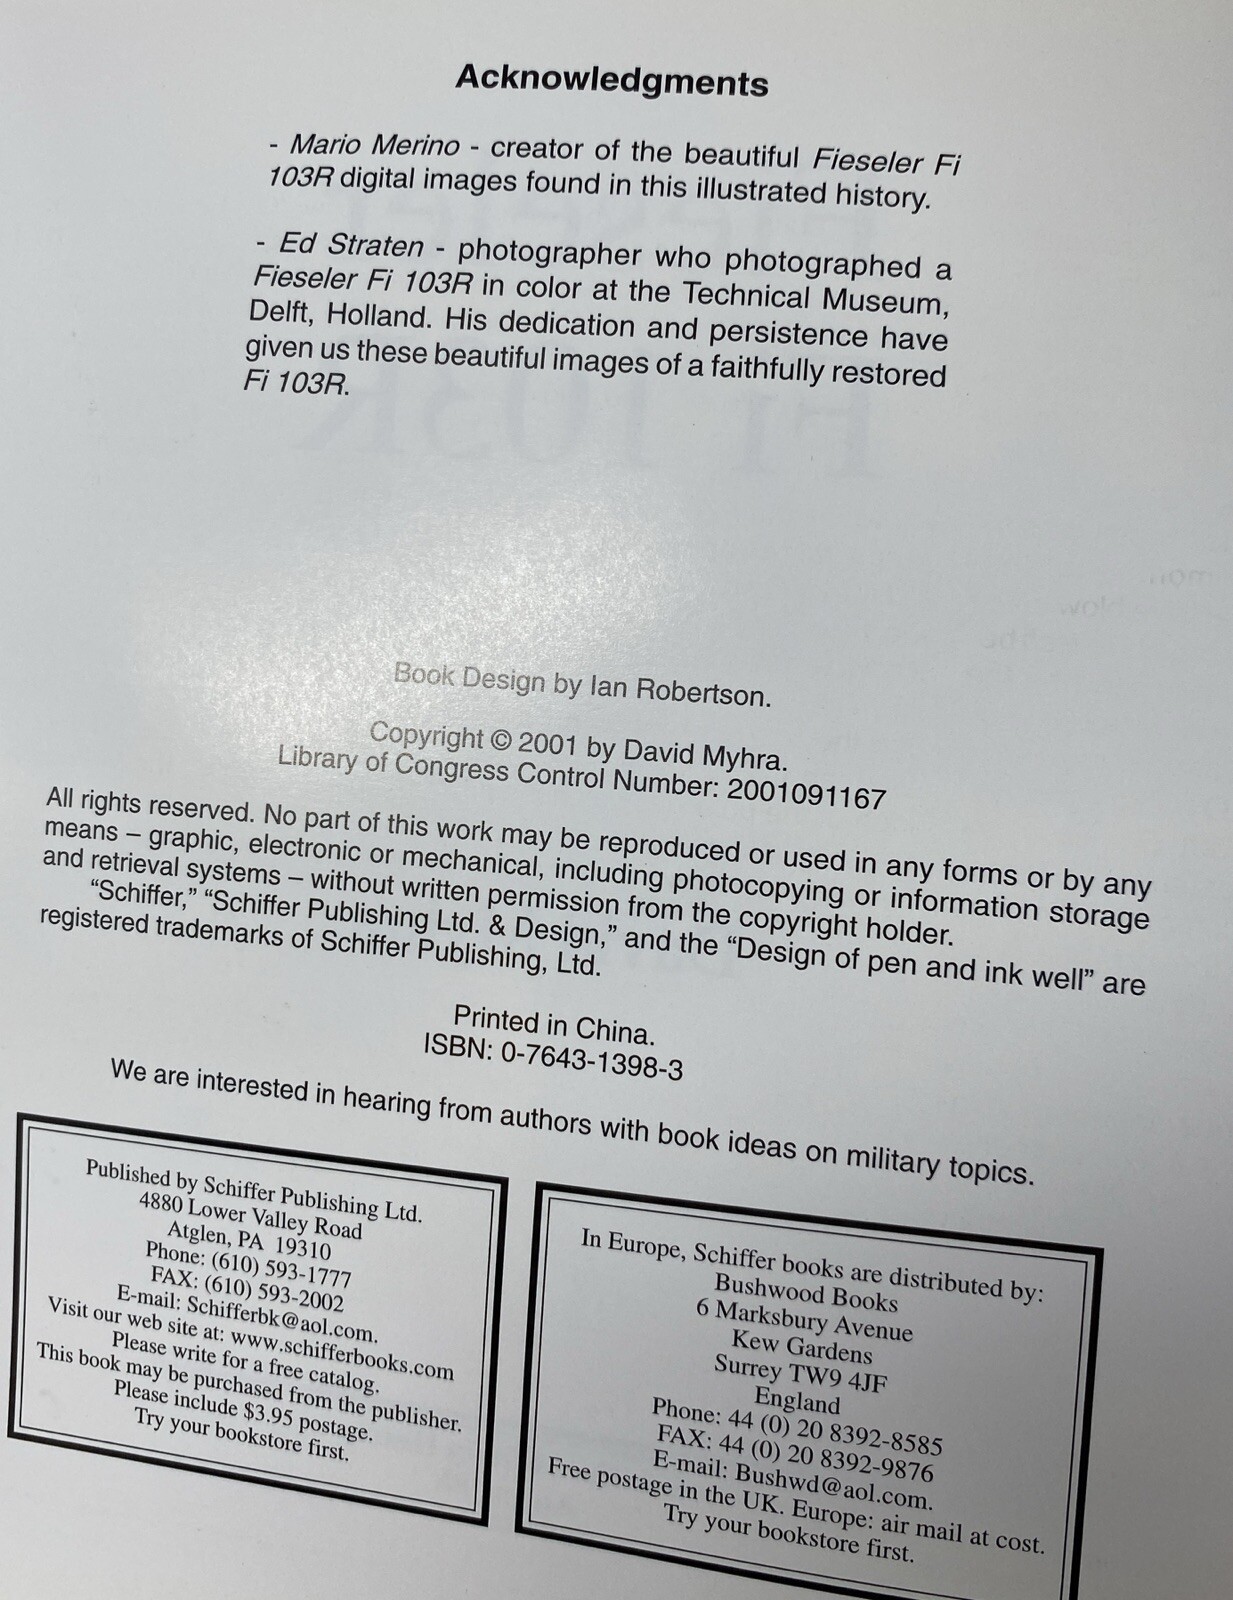 Acknowledgments
- Mario Merino - creator of the beautiful Fieseler Fi
103R digital images found in this illustrated history.
- Ed Straten - photographer who photographed a
Fieseler Fi 103R in color at the Technical Museum,
Delft, Holland. His dedication and persistence have
given us these beautiful images of a faithfully restored
Fi 103R.
Book Design by Ian Robertson.
Copyright © 2001 by David Myhra.
Library of Congress Control Number: 2001091167
All rights reserved. No part of this work may be reproduced or used in any forms or by any
means – graphic, electronic or mechanical, including photocopying or information storage
and retrieval systems – without written permission from the copyright holder.
“Schiffer,” “Schiffer Publishing Ltd. & Design,” and the “Design of pen and ink well” are
registered trademarks of Schiffer Publishing, Ltd.
Printed in China.
ISBN: 0-7643-1398-3
We are interested in hearing from authors with book ideas on military topics.
Published by Schiffer Publishing Ltd.
4880 Lower Valley Road
Atglen, PA 19310
Phone: (610) 593-1777
FAX: (610) 593-2002
E-mail: Schifferbk@aol.com.
Visit our web site at: www.schifferbooks.com
Please write for a free catalog.
This book may be purchased from the publisher.
Please include $3.95 postage.
Try your bookstore first.
In Europe, Schiffer books are distributed by:
Bushwood Books
6 Marksbury Avenue
Kew Gardens
Surrey TW9 4JF
England
Phone: 44 (0) 20 8392-8585
FAX: 44 (0) 20 8392-9876
E-mail: Bushwd@aol.com.
Free postage in the UK. Europe: air mail at cost.
Try your bookstore first.